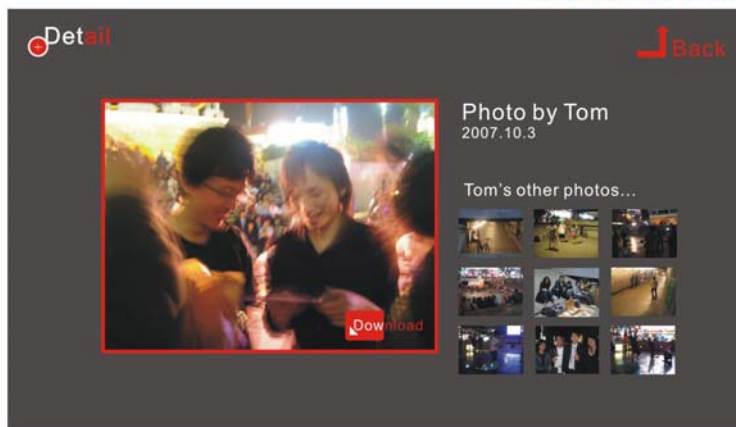 Detail
Back
Photo by Tom
2007.10.3
Tom's other photos...
Download